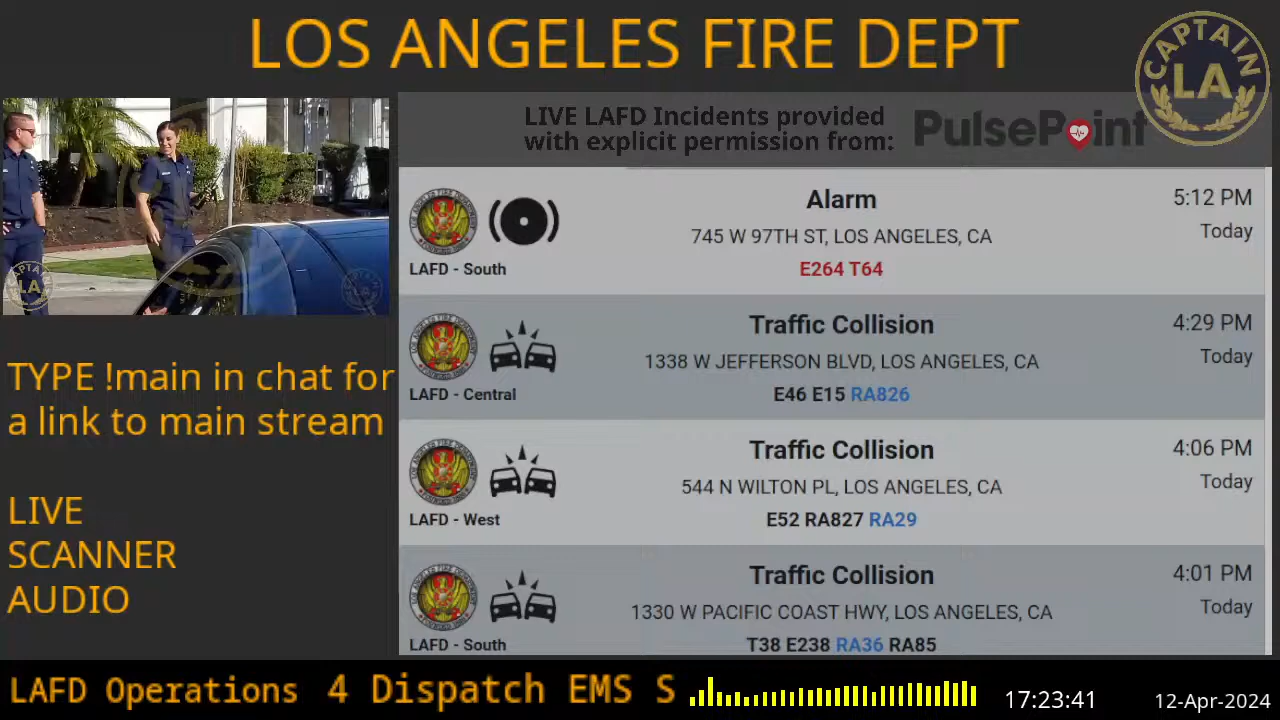 LOS ANGELES FIRE DEPT
CAPTAIN
LA
LIVE LAFD Incidents provided
with explicit permission from:
PulsePoint
Alarm
5:12 PM
745 W 97TH ST, LOS ANGELES, CA
Today
LAFD - South
E264 T64
Traffic Collision
4:29 PM
1338 W JEFFERSON BLVD, LOS ANGELES, CA
Today
LAFD - Central
E46 E15 RA826
Traffic Collision
4:06 PM
544 N WILTON PL, LOS ANGELES, CA
Today
LAFD - West
E52 RA827 RA29
Traffic Collision
4:01 PM
1330 W PACIFIC COAST HWY, LOS ANGELES, CA
Today
LAFD - South
T38 E238 RA36 RA85
CAPTAIN
LA
TYPE !main in chat for
a link to main stream
LIVE
SCANNER
AUDIO
LAFD Operations 4 Dispatch EMS S
17:23:41
12-Apr-2024